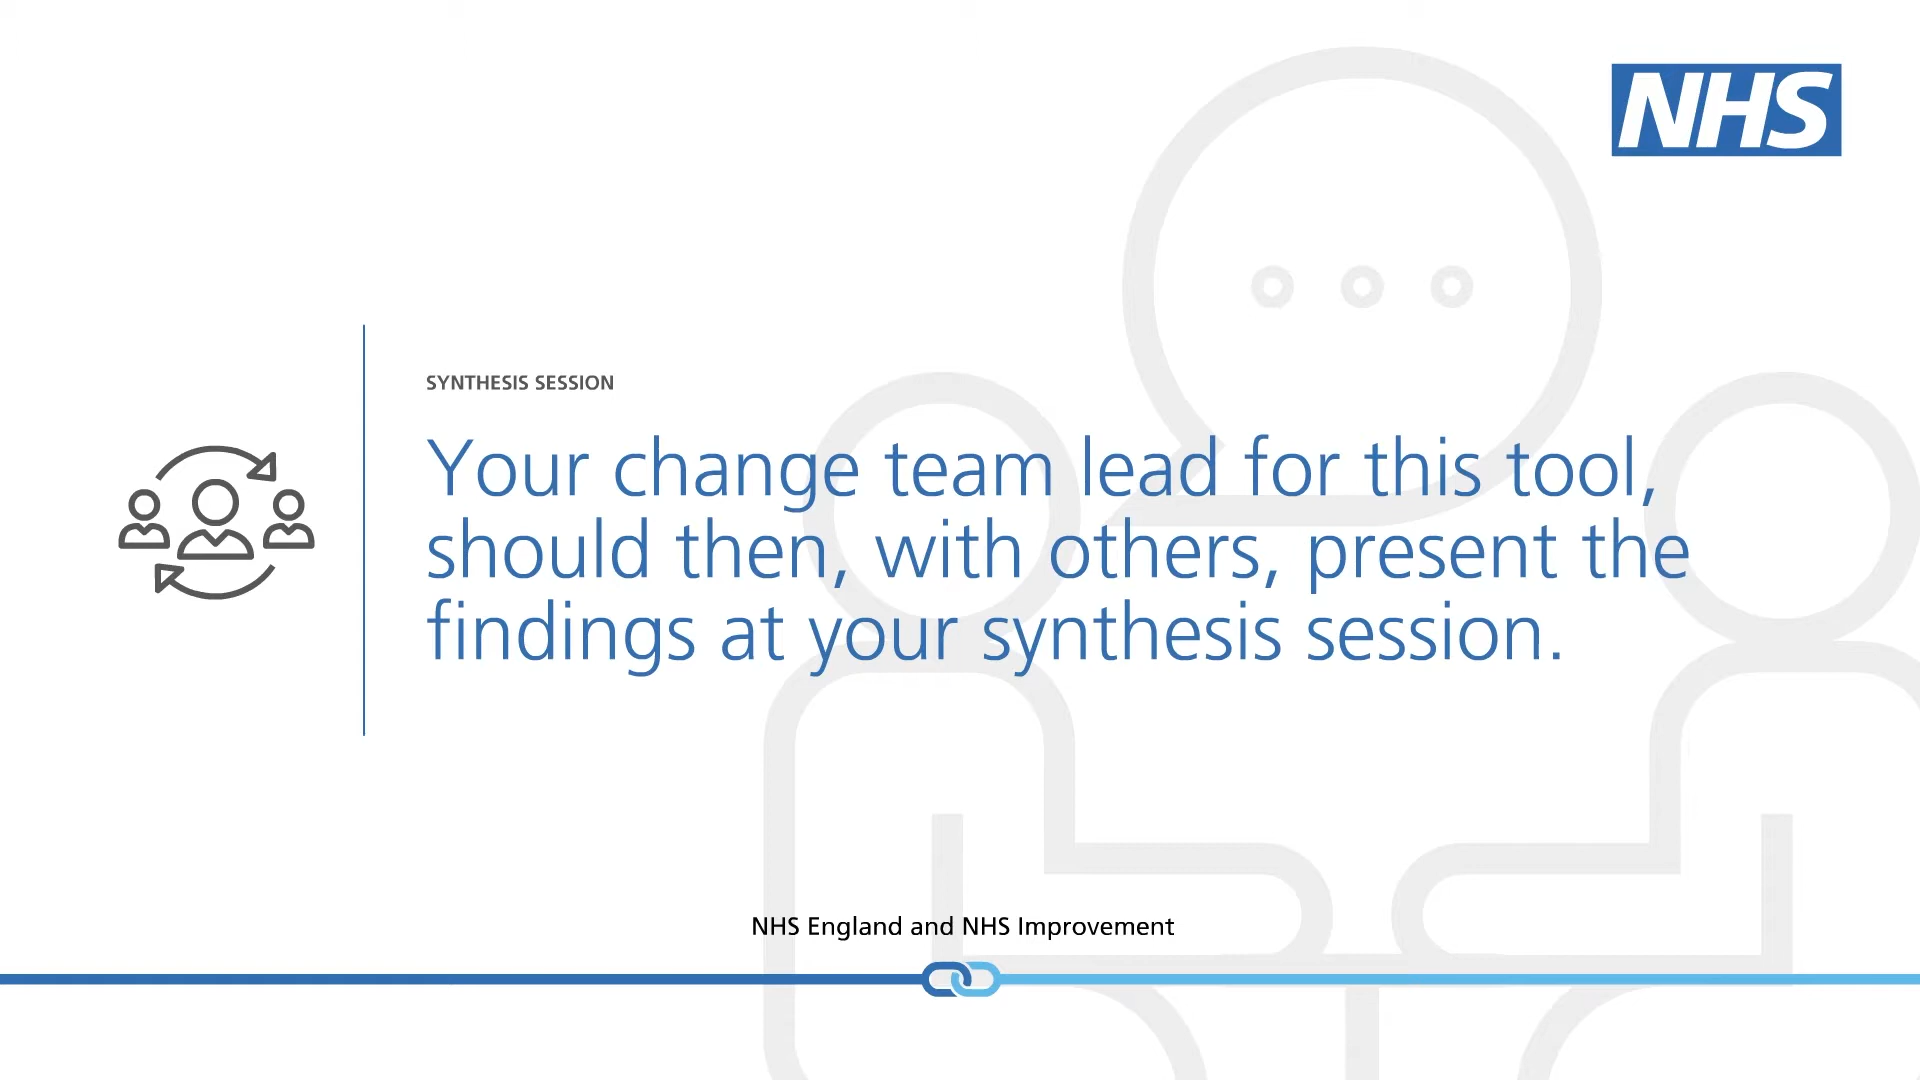 NHS
SYNTHESIS SESSION
Your change team lead for this tool,
should then, with others, present the
findings at your synthesis session.
NHS England and NHS Improvement